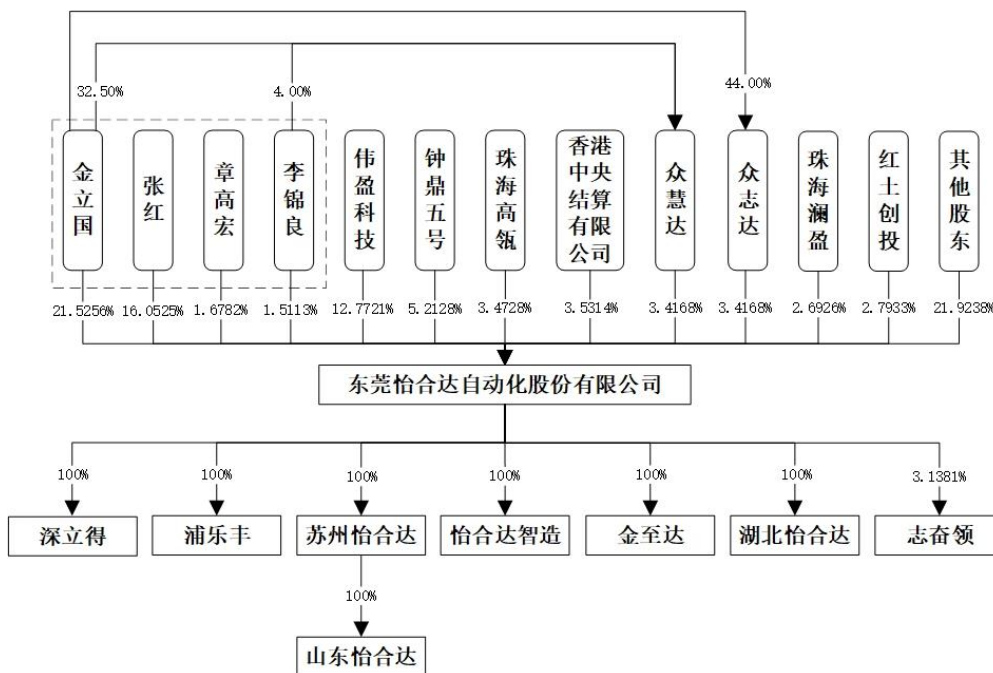 32.50%
4.00%
44.00%
金立国
张红
章高宏
李锦良
伟盈科技
钟鼎五号
珠海高瓴
香港中央结算有限公司
众慧达
众志达
珠海澜盈
红土创投
其他股东
21.5256%
16.0525%
1.6782%
1.5113%
12.7721%
5.2128%
3.4728%
3.5314%
3.4168%
3.4168%
2.6926%
2.7933%
21.9238%
东莞怡合达自动化股份有限公司
100%
100%
100%
100%
100%
100%
3.1381%
深立得
浦乐丰
苏州怡合达
怡合达智造
金至达
湖北怡合达
志奋领
100%
山东怡合达